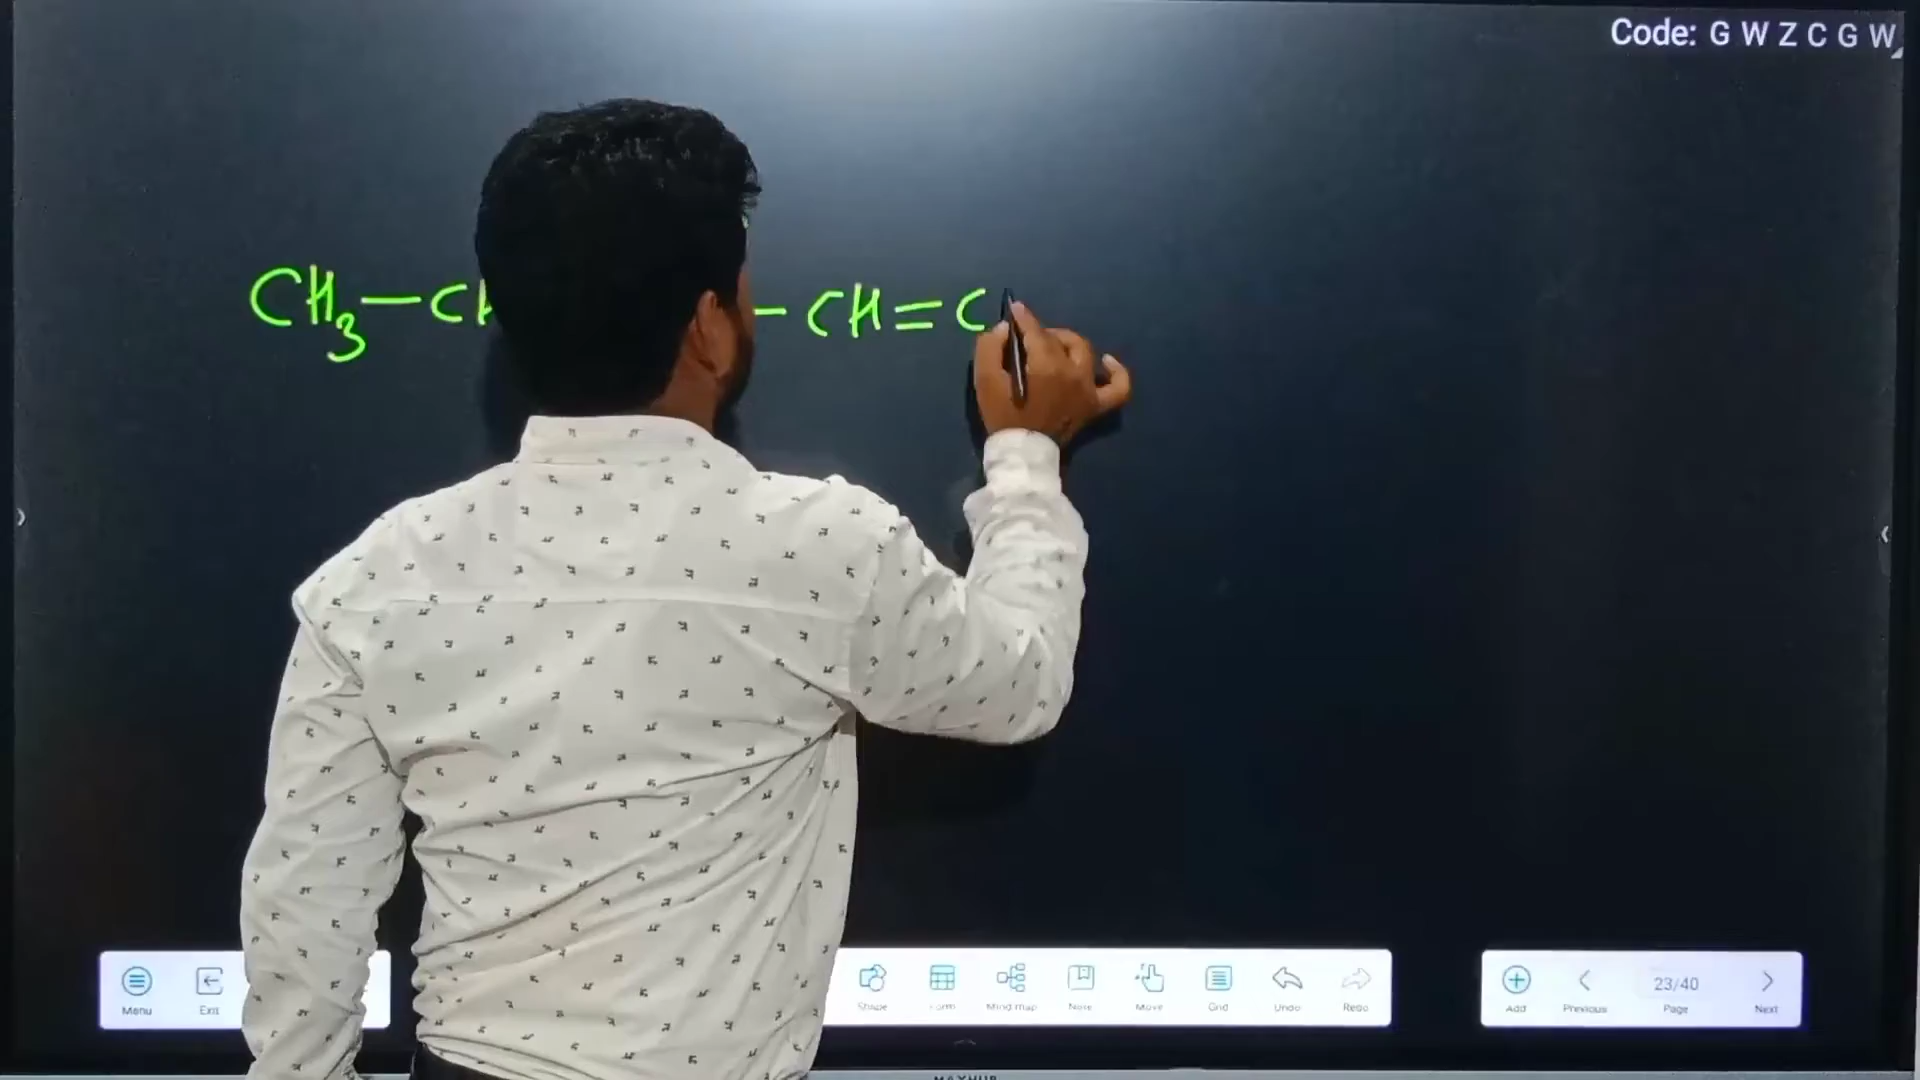 Code: G W Z C G W
CH₃—CH
— CH=C
Menu
Exit
Shape
Form
Mind map
Note
Move
Grid
Undo
Redo
Add
Previous
23/40
Page
Next